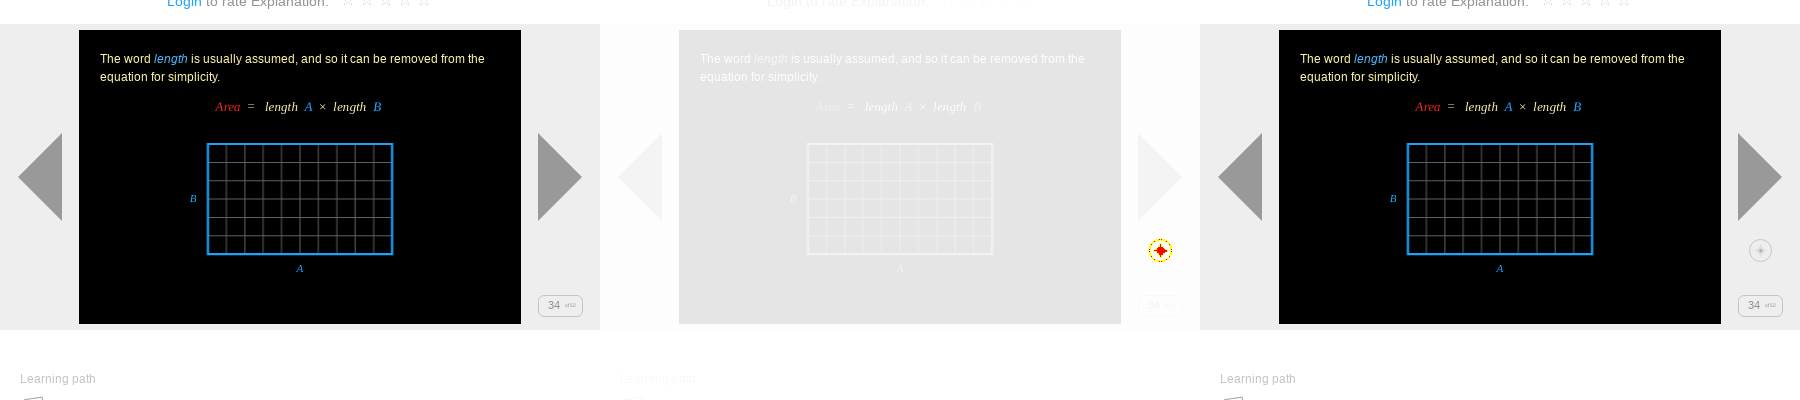 Login to rate Explanation:
Login to rate Explanation:
Login to rate Explanation:
The word length is usually assumed, and so it can be removed from the
equation for simplicity.
Area = length A × length B
B
A
34 of 52
Learning path
The word length is usually assumed, and so it can be removed from the
equation for simplicity.
Area = length A × length B
B
A
34
Learning path
The word length is usually assumed, and so it can be removed from the
equation for simplicity.
Area = length A × length B
B
A
34 of 52
Learning path